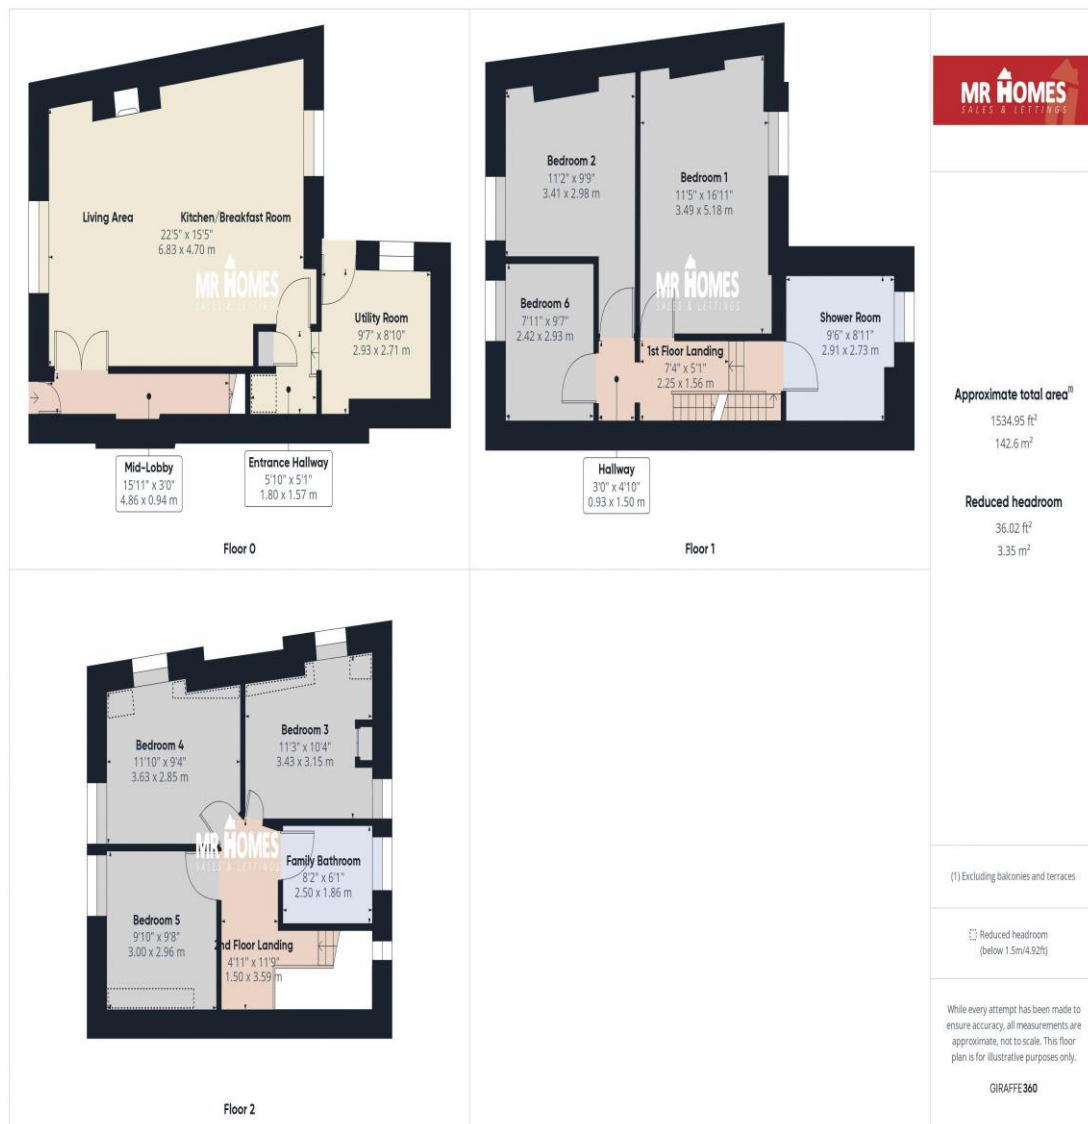 Living Area
Kitchen/Breakfast Room
22'5" x 15'5"
6.83 x 4.70 m
MR HOMES
SALES & LETTINGS
Utility Room
9'7" x 8'10"
2.93 x 2.71 m
Mid-Lobby
15'11" x 3'0"
4.86 x 0.94 m
Entrance Hallway
5'10" x 5'1"
1.80 x 1.57 m
Floor 0
Bedroom 2
11'2" x 9'9"
3.41 x 2.98 m
Bedroom 1
11'5" x 16'11"
3.49 x 5.18 m
MR HOMES
SALES & LETTINGS
Bedroom 6
7'11" x 9'7"
2.42 x 2.93 m
Shower Room
9'6" x 8'11"
2.91 x 2.73 m
1st Floor Landing
7'4" x 5'1"
2.25 x 1.56 m
Hallway
3'0" x 4'10"
0.93 x 1.50 m
Floor 1
Bedroom 4
11'10" x 9'4"
3.63 x 2.85 m
Bedroom 3
11'3" x 10'4"
3.43 x 3.15 m
MR HOMES
SALES & LETTINGS
Family Bathroom
8'2" x 6'1"
2.50 x 1.86 m
Bedroom 5
9'10" x 9'8"
3.00 x 2.96 m
2nd Floor Landing
4'11" x 11'9"
1.50 x 3.59 m
Floor 2
MR HOMES
SALES & LETTINGS
Approximate total area(1)
1534.95 ft²
142.6 m²
Reduced headroom
36.02 ft²
3.35 m²
(1) Excluding balconies and terraces
Reduced headroom
(below 1.5m/4.92ft)
While every attempt has been made to
ensure accuracy, all measurements are
approximate, not to scale. This floor
plan is for illustrative purposes only.
GIRAFFE360